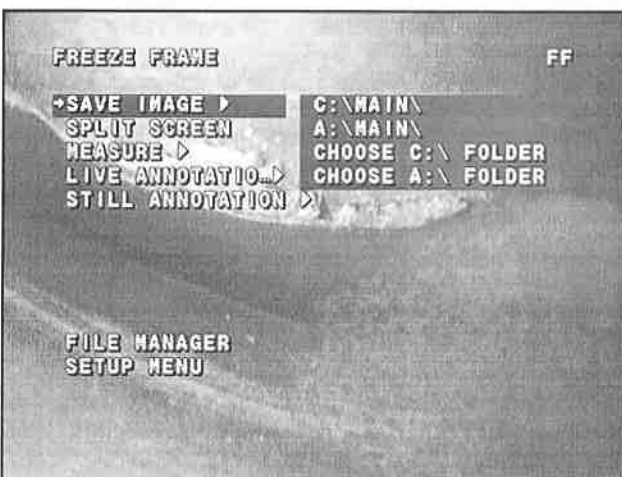 FREEZE FRAME FF
→SAVE IMAGE ▷ C:\MAIN\
SPLIT SCREEN A:\MAIN\
MEASURE ▷ CHOOSE C:\ FOLDER
LIVE ANNOTATIO…▷ CHOOSE A:\ FOLDER
STILL ANNOTATION ▷
FILE MANAGER
SETUP MENU